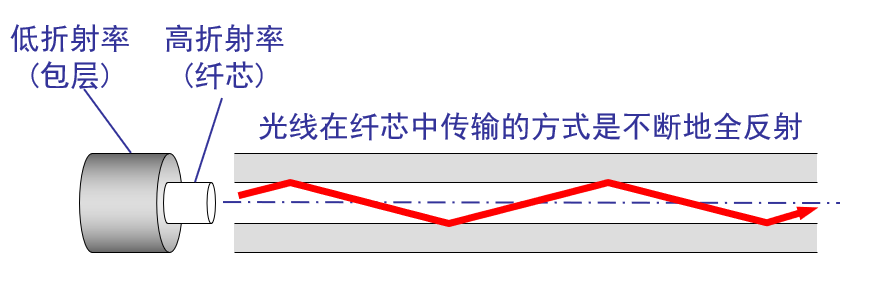 低折射率
（包层）
高折射率
（纤芯）
光线在纤芯中传输的方式是不断地全反射